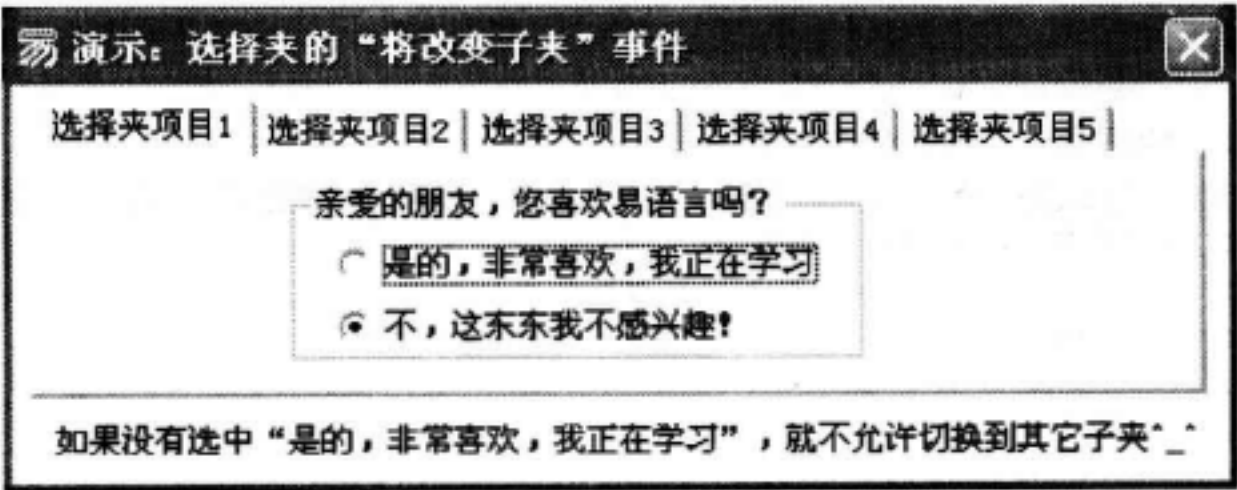 易 演示：选择夹的“将改变子夹”事件
选择夹项目1 选择夹项目2 选择夹项目3 选择夹项目4 选择夹项目5
亲爱的朋友，您喜欢易语言吗？
是的，非常喜欢，我正在学习
不，这东东我不感兴趣！
如果没有选中“是的，非常喜欢，我正在学习”，就不允许切换到其它子夹^_^